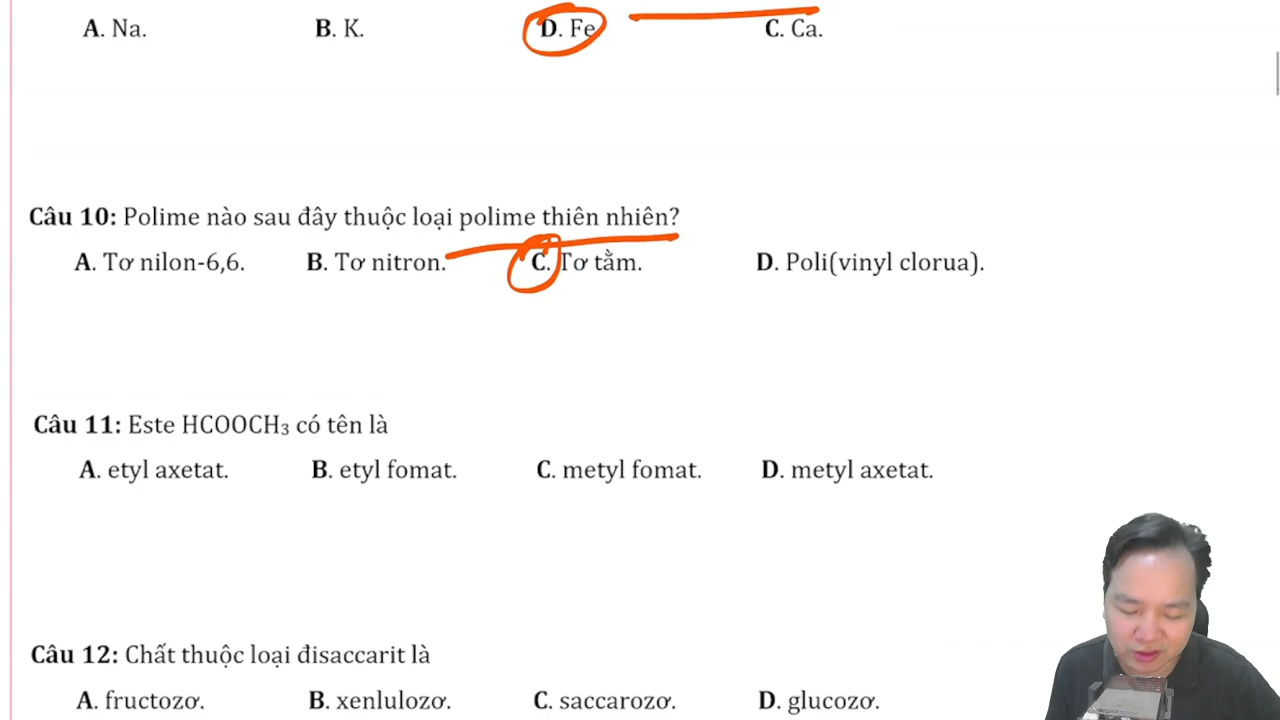 A. Na. B. K. D. Fe C. Ca.
Câu 10: Polime nào sau đây thuộc loại polime thiên nhiên?
A. Tơ nilon-6,6. B. Tơ nitron. C. Tơ tằm. D. Poli(vinyl clorua).
Câu 11: Este HCOOCH₃ có tên là
A. etyl axetat. B. etyl fomat. C. metyl fomat. D. metyl axetat.
Câu 12: Chất thuộc loại đisaccarit là
A. fructozơ. B. xenlulozơ. C. saccarozơ. D. glucozơ.